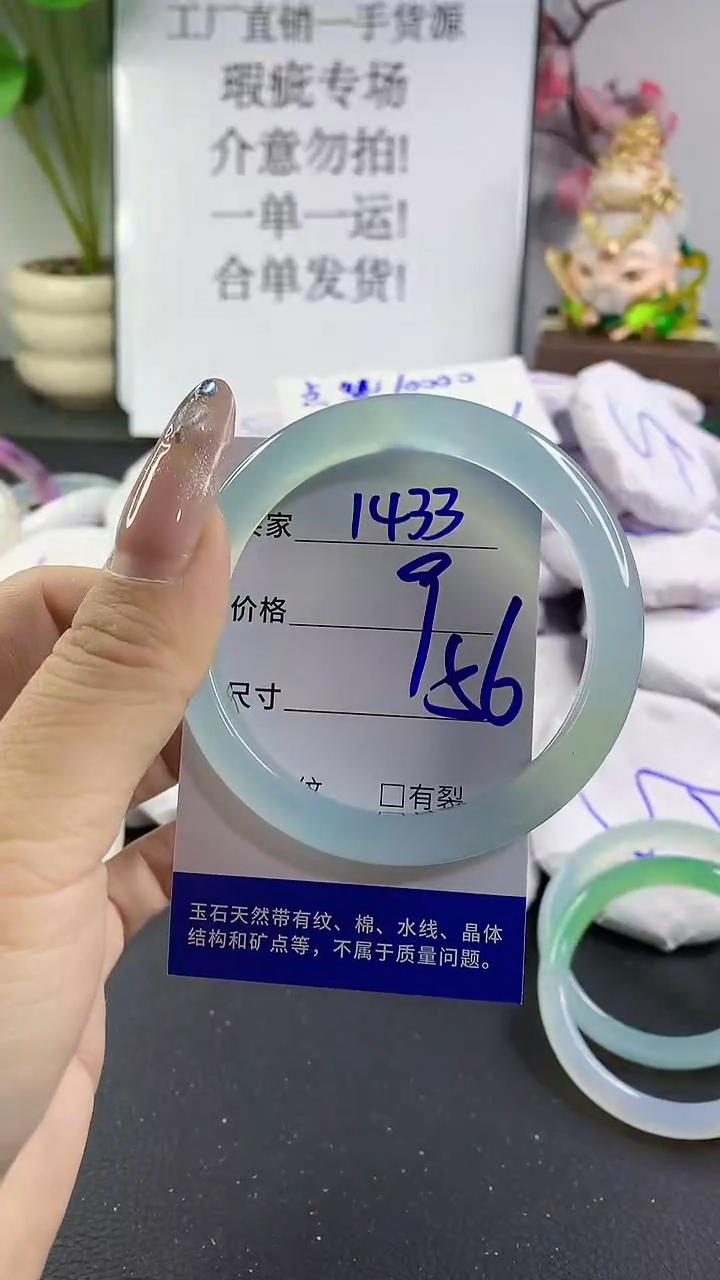 工厂直销一手货源
瑕疵专场
介意勿拍!
一单一运!
合单发货!
家 1433
价格 9
尺寸 56
纹 □有裂
玉石天然带有纹、棉、水线、晶体
结构和矿点等，不属于质量问题。